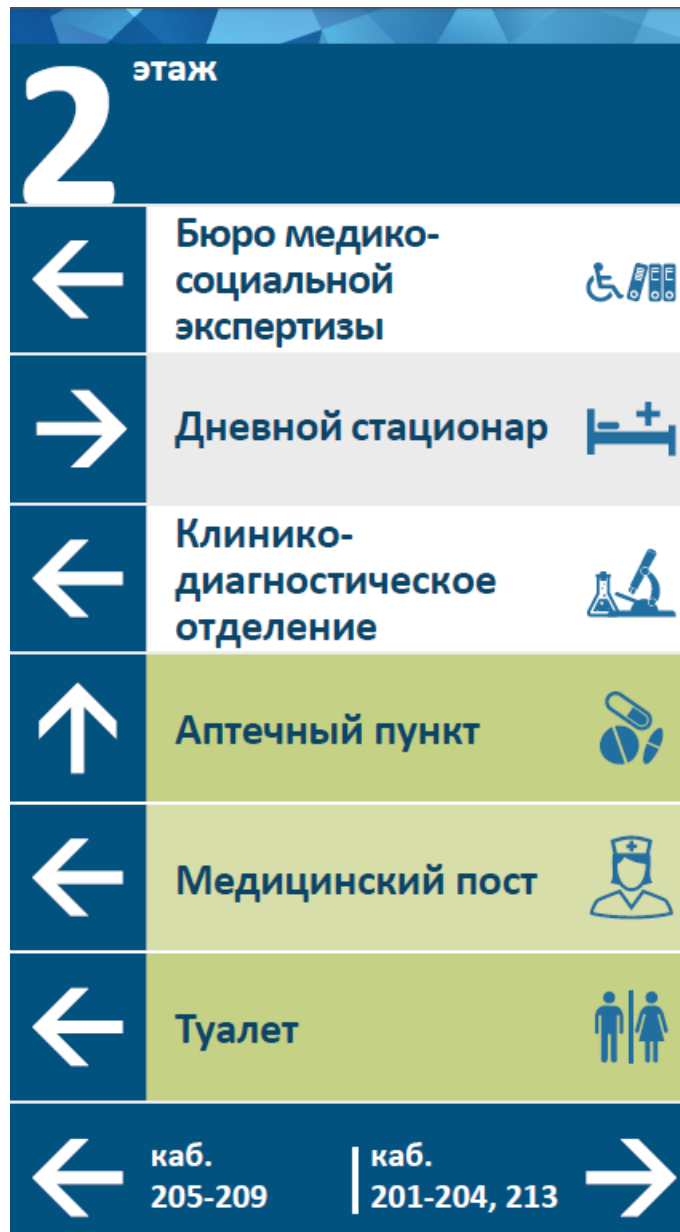 2 этаж
Бюро медико-
социальной
экспертизы
Дневной стационар
Клинико-
диагностическое
отделение
Аптечный пункт
Медицинский пост
Туалет
каб.
205-209
каб.
201-204, 213